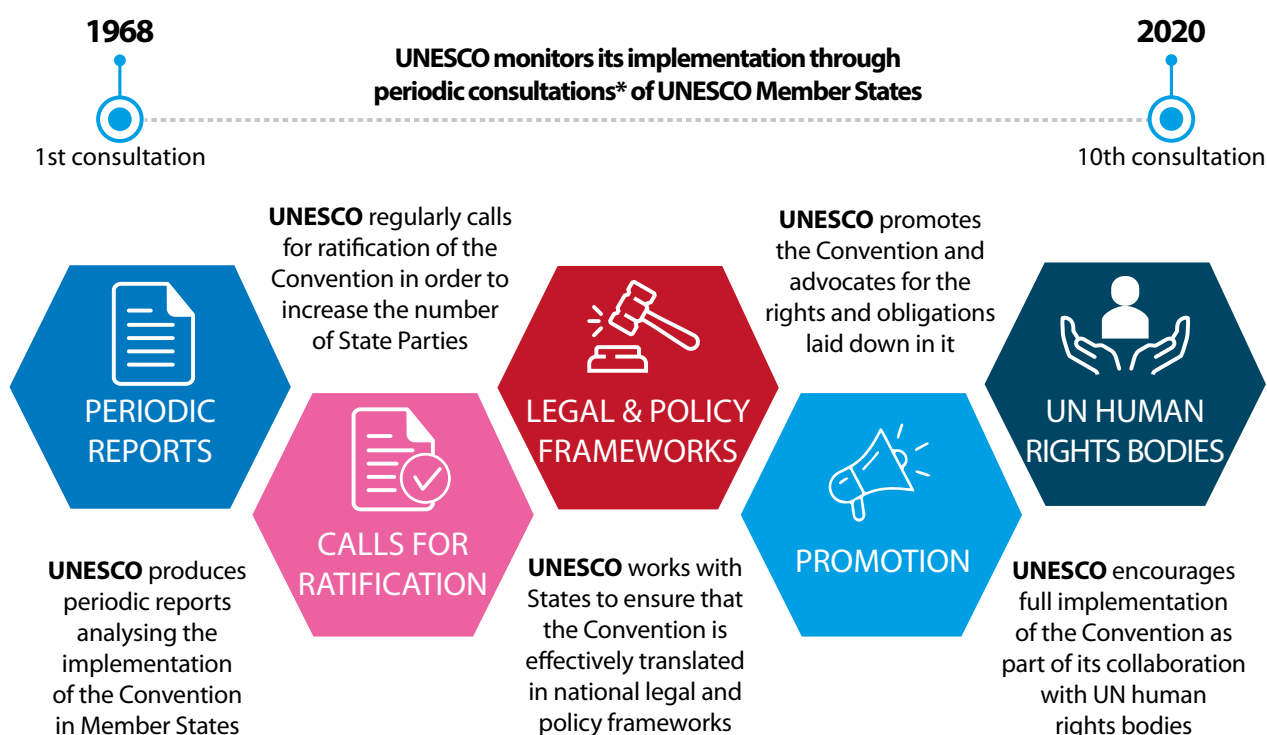 1968
2020
UNESCO monitors its implementation through
periodic consultations* of UNESCO Member States
1st consultation
10th consultation
PERIODIC
REPORTS
UNESCO produces
periodic reports
analysing the
implementation
of the Convention
in Member States
UNESCO regularly calls
for ratification of the
Convention in order to
increase the number
of State Parties
CALLS FOR
RATIFICATION
LEGAL & POLICY
FRAMEWORKS
UNESCO works with
States to ensure that
the Convention is
effectively translated
in national legal and
policy frameworks
UNESCO promotes
the Convention and
advocates for the
rights and obligations
laid down in it
PROMOTION
UN HUMAN
RIGHTS BODIES
UNESCO encourages
full implementation
of the Convention as
part of its collaboration
with UN human
rights bodies